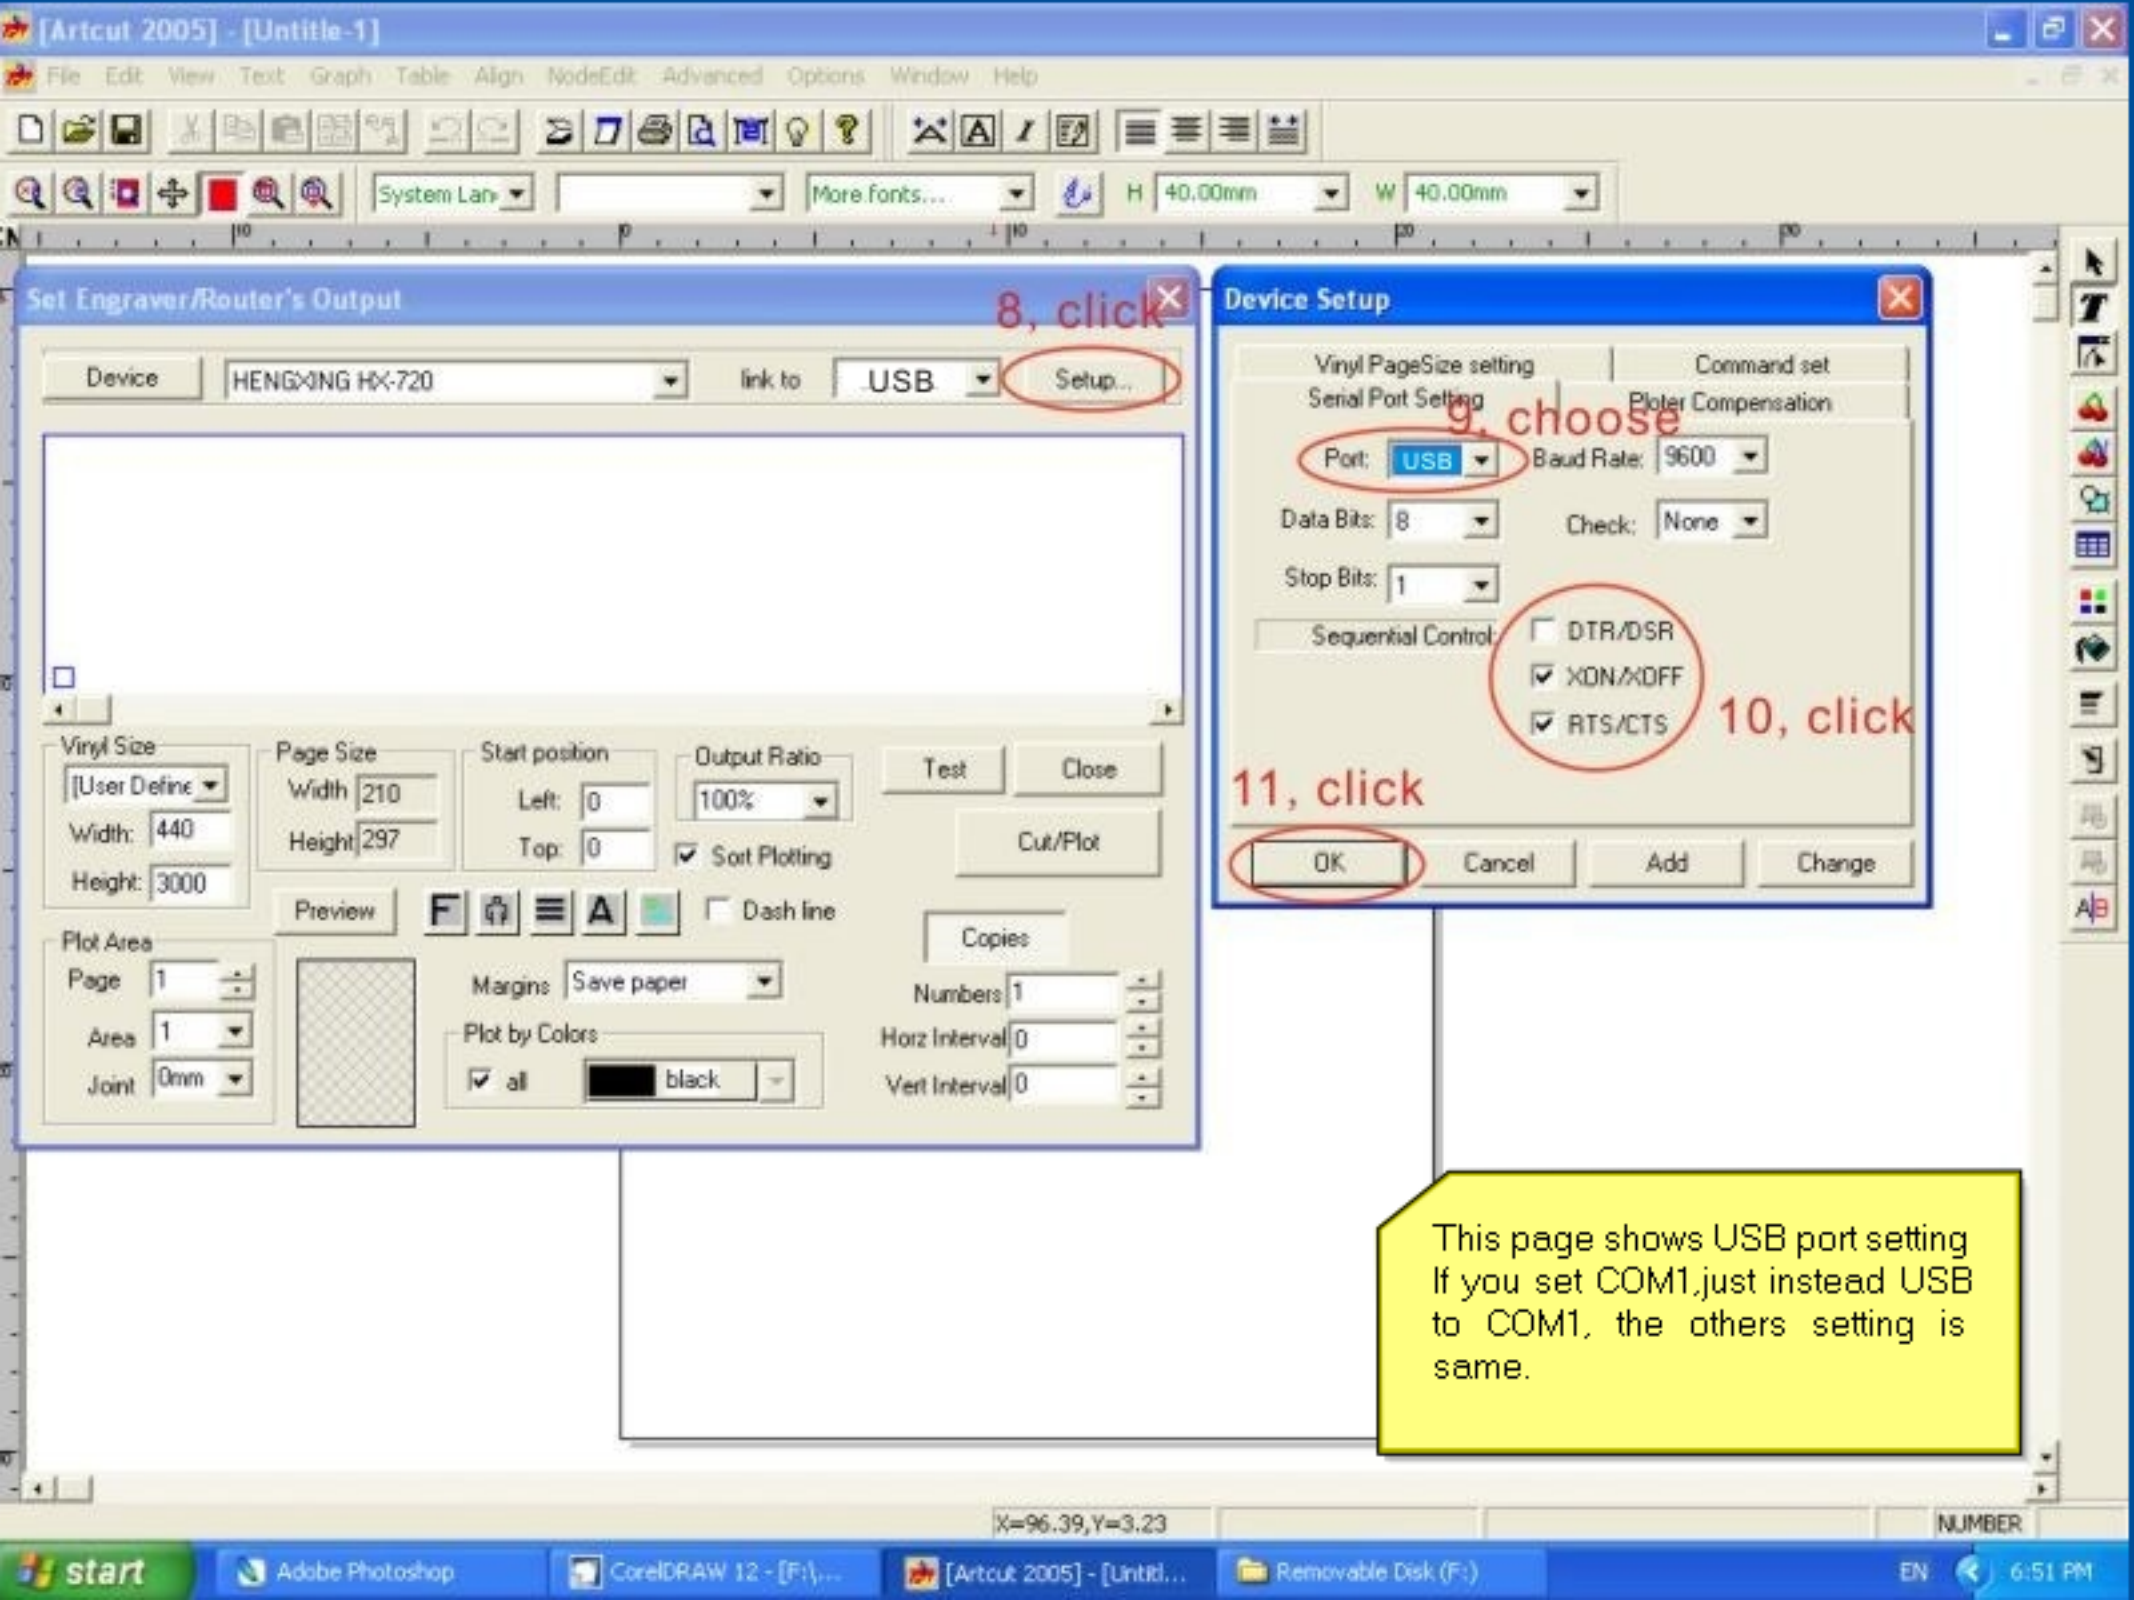 [Artcut 2005] - [Untitle-1]
File Edit View Text Graph Table Align NodeEdit Advanced Options Window Help
System Lan
More fonts...
H 40.00mm
W 40.00mm
Set Engraver/Router's Output
8, click
Device
HENGXING HX-720
link to
USB
Setup...
Vinyl Size
[User Define
Width: 440
Height: 3000
Page Size
Width 210
Height 297
Start position
Left: 0
Top: 0
Output Ratio
100%
Sort Plotting
Test
Close
Cut/Plot
Preview
F
A
Dash line
Copies
Plot Area
Page 1
Area 1
Joint 0mm
Margins Save paper
Plot by Colors
all
black
Numbers 1
Horz Interval 0
Vert Interval 0
Device Setup
Vinyl PageSize setting
Command set
Serial Port Setting
Ploter Compensation
9, choose
Port: USB
Baud Rate: 9600
Data Bits: 8
Check: None
Stop Bits: 1
Sequential Control:
DTR/DSR
XON/XOFF
RTS/CTS
10, click
11, click
OK
Cancel
Add
Change
A|B
This page shows USB port setting
If you set COM1,just instead USB
to COM1, the others setting is
same.
X=96.39,Y=3.23
NUMBER
start
Adobe Photoshop
CorelDRAW 12 - [F:\...
[Artcut 2005] - [Untitl...
Removable Disk (F:)
EN
6:51 PM